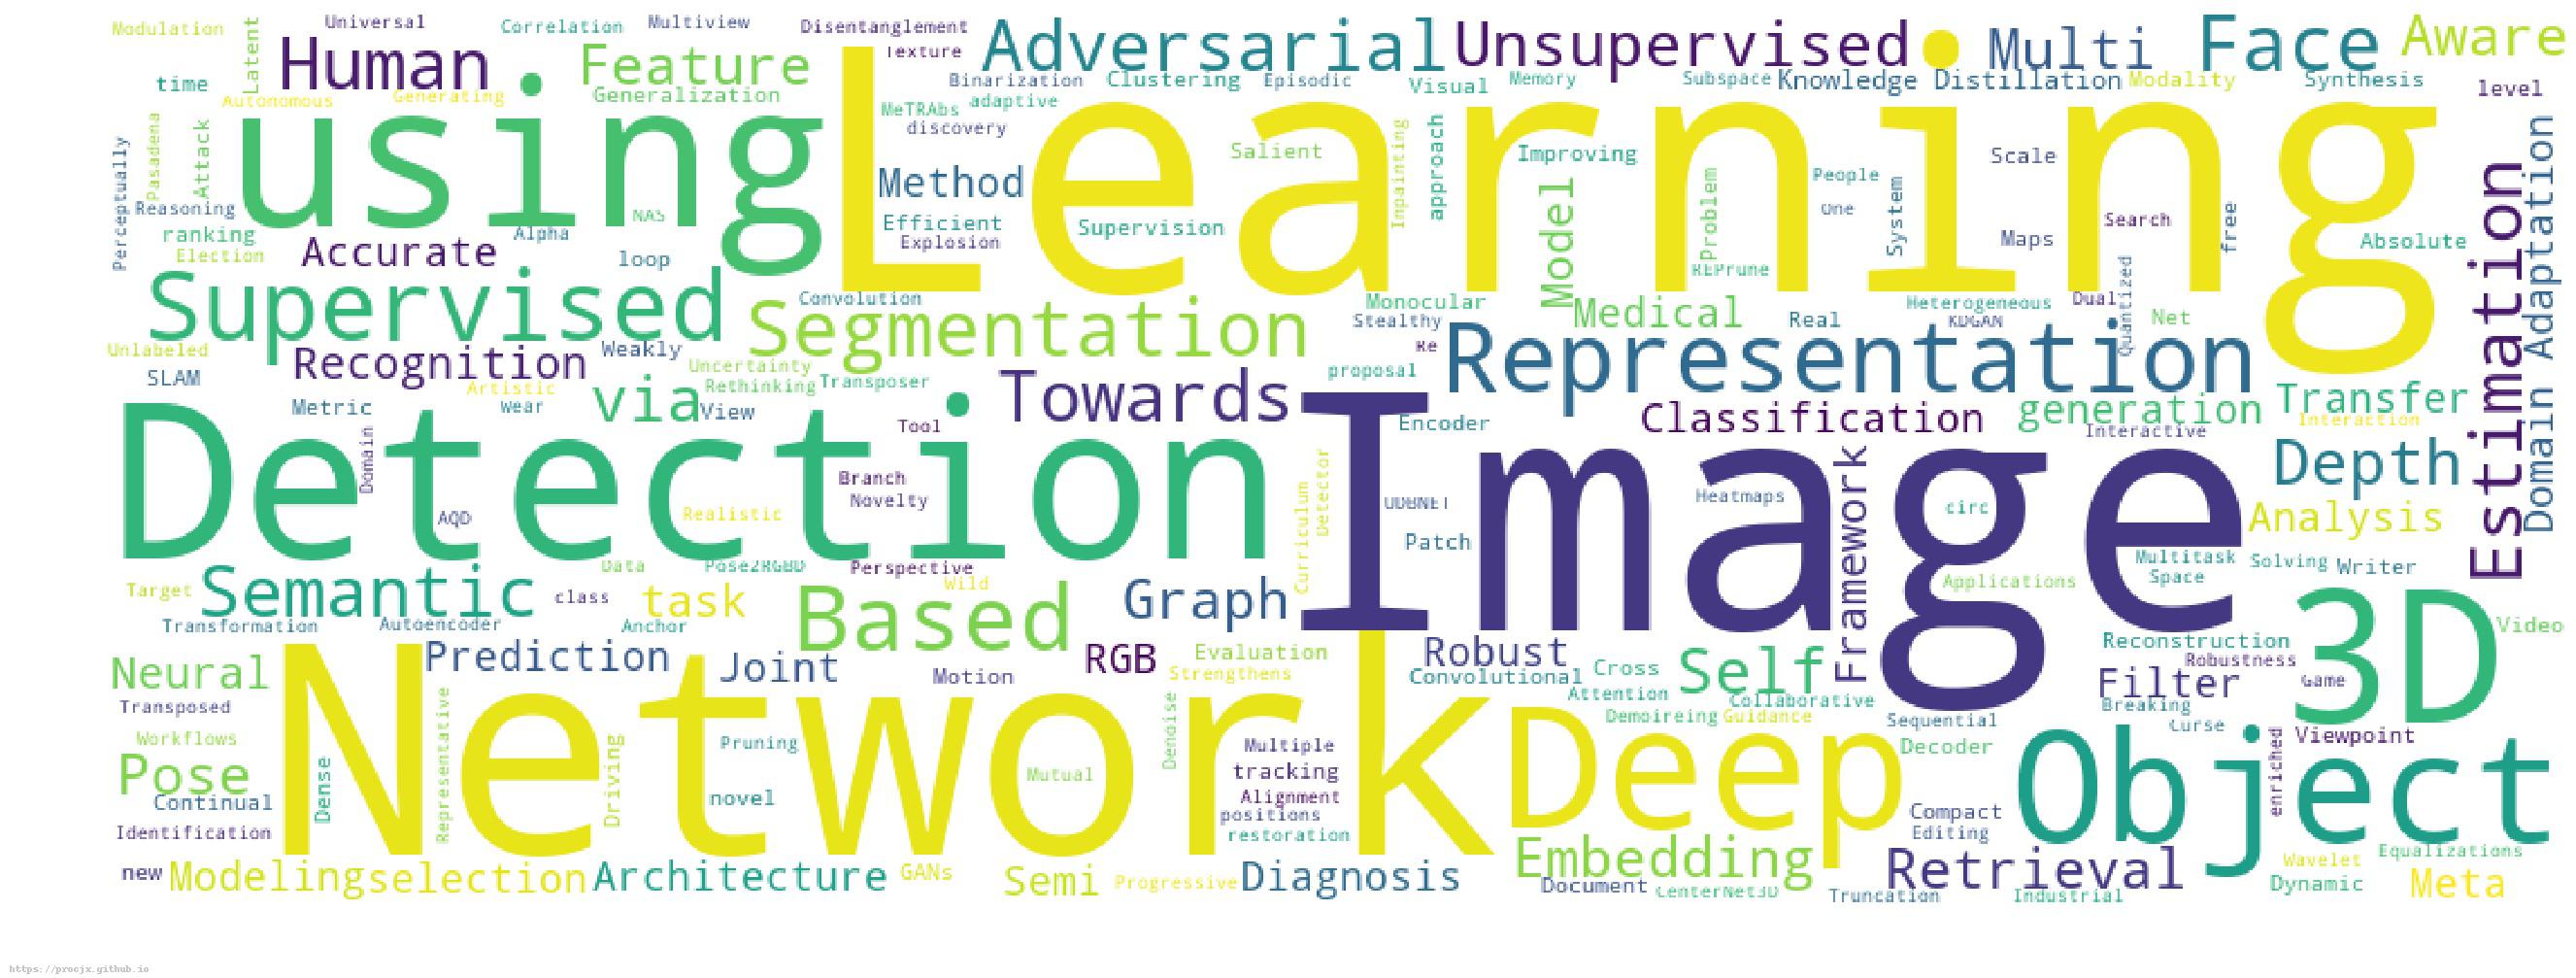 Modulation
Universal
Correlation
Multiview
Disentanglement
Texture
Adversarial
Unsupervised
Multi
Face
Aware
Human
Latent
Feature
time
Autonomous
Generating
Generalization
Binarization
Clustering
Episodic
Visual
Memory
Subspace
Knowledge Distillation
Modality
Synthesis
level
MeTRAbs
adaptive
discovery
using
Learning
Perceptually
Pasadena
Attack
Reasoning
ranking
Election
Accurate
Alpha
NAS
loop
Method
Efficient
Explosion
Salient
Supervision
Inpainting
approach
Improving
Model
Problem
REPrune
People
One
System
Scale
Maps
Search
free
Absolute
Estimation
Domain Adaptation
Supervised
Convolution
Segmentation
Monocular
Stealthy
Re
Medical
Real
Heterogeneous
KDGAN
Dual
Quantized
Net
Unlabeled
SLAM
Recognition
Weakly
Uncertainty
Rethinking
Transposer
Artistic
wear
Metric
via
View
Towards
proposal
Representation
Transfer
generation
Classification
Interaction
Interactive
Detection
Domain
Tool
Encoder
Image
Depth
AQD
Realistic
Branch
Novelty
Curriculum
Detector
UDBNET
Patch
Heatmaps
Framework
circ
Analysis
Target
Semantic
class
Data
Pose2RGBD
Perspective
task
Wild
Based
Graph
Applications
Multitask
Space
Solving
Writer
3D
Video
Transformation
Autoencoder
Anchor
Neural
Prediction
Joint
Motion
RGB
Evaluation
Strengthens
Robust
Convolutional
Cross
Attention
Self
Collaborative
Demoireing
Guidance
Reconstruction
Robustness
Filter
Game
Breaking
Curse
Sequential
Decoder
Transposed
Workflows
Network
Representative
Driving
Pruning
Denoise
Deep
Object
Viewpoint
Pose
Continual
Dense
novel
Mutual
Multiple
tracking
Alignment
positions
restoration
Compact
Editing
enriched
Identification
new
Modeling
selection
Architecture
GANs
Semi
Progressive
Diagnosis
Embedding
Document
CenterNet3D
Truncation
Retrieval
Industrial
Wavelet
Equalizations
Dynamic
Meta
https://procjx.github.io